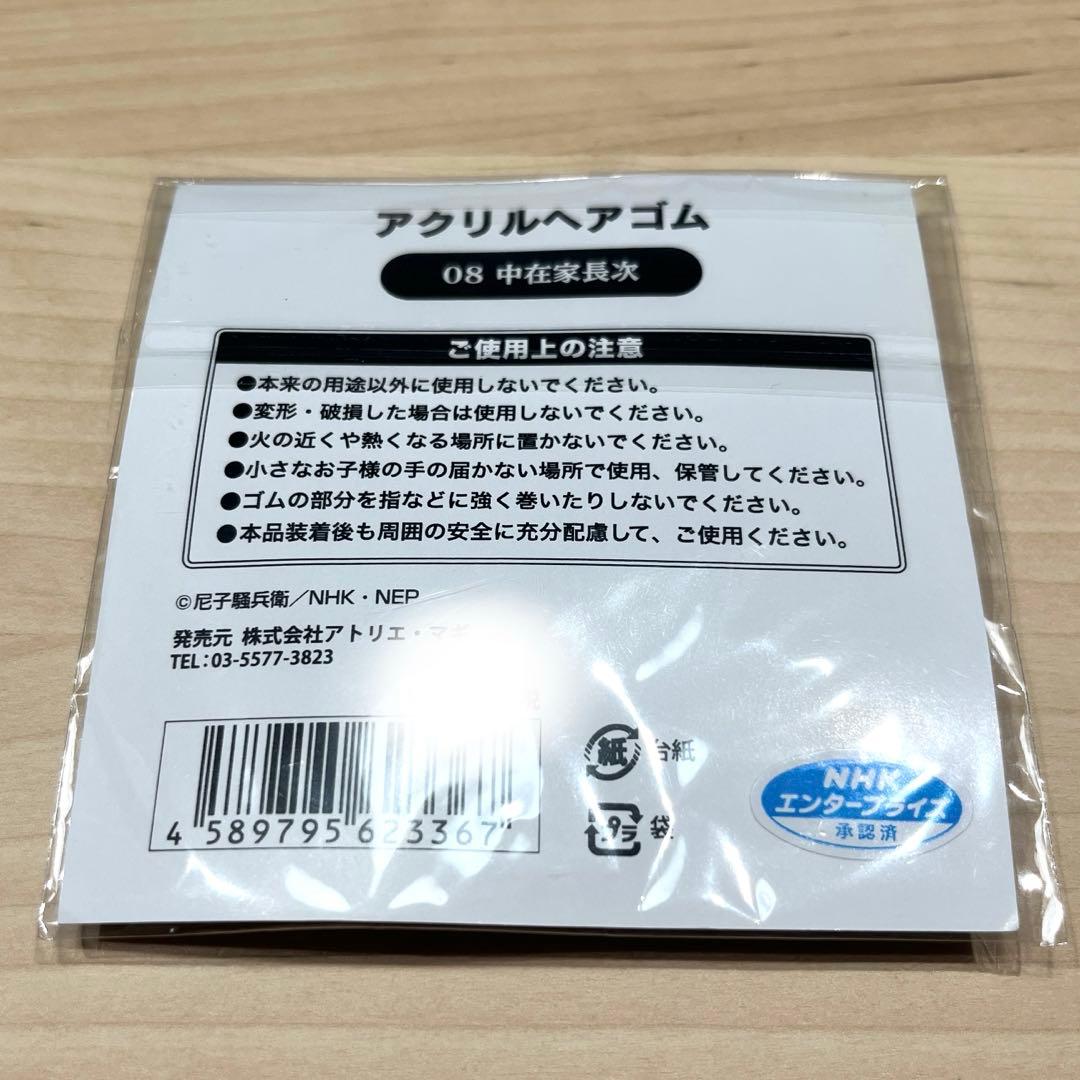 アクリルヘアゴム
08 中在家長次
ご使用上の注意
●本来の用途以外に使用しないでください。
●変形・破損した場合は使用しないでください。
●火の近くや熱くなる場所に置かないでください。
●小さなお子様の手の届かない場所で使用、保管してください。
●ゴムの部分を指などに強く巻いたりしないでください。
●本品装着後も周囲の安全に充分配慮して、ご使用ください。
©尼子騒兵衛/NHK・NEP
発売元 株式会社アトリエ・マギ
TEL:03-5577-3823
紙 台紙
プラ 袋
4 589795 623367
NHK
エンタープライズ
承認済